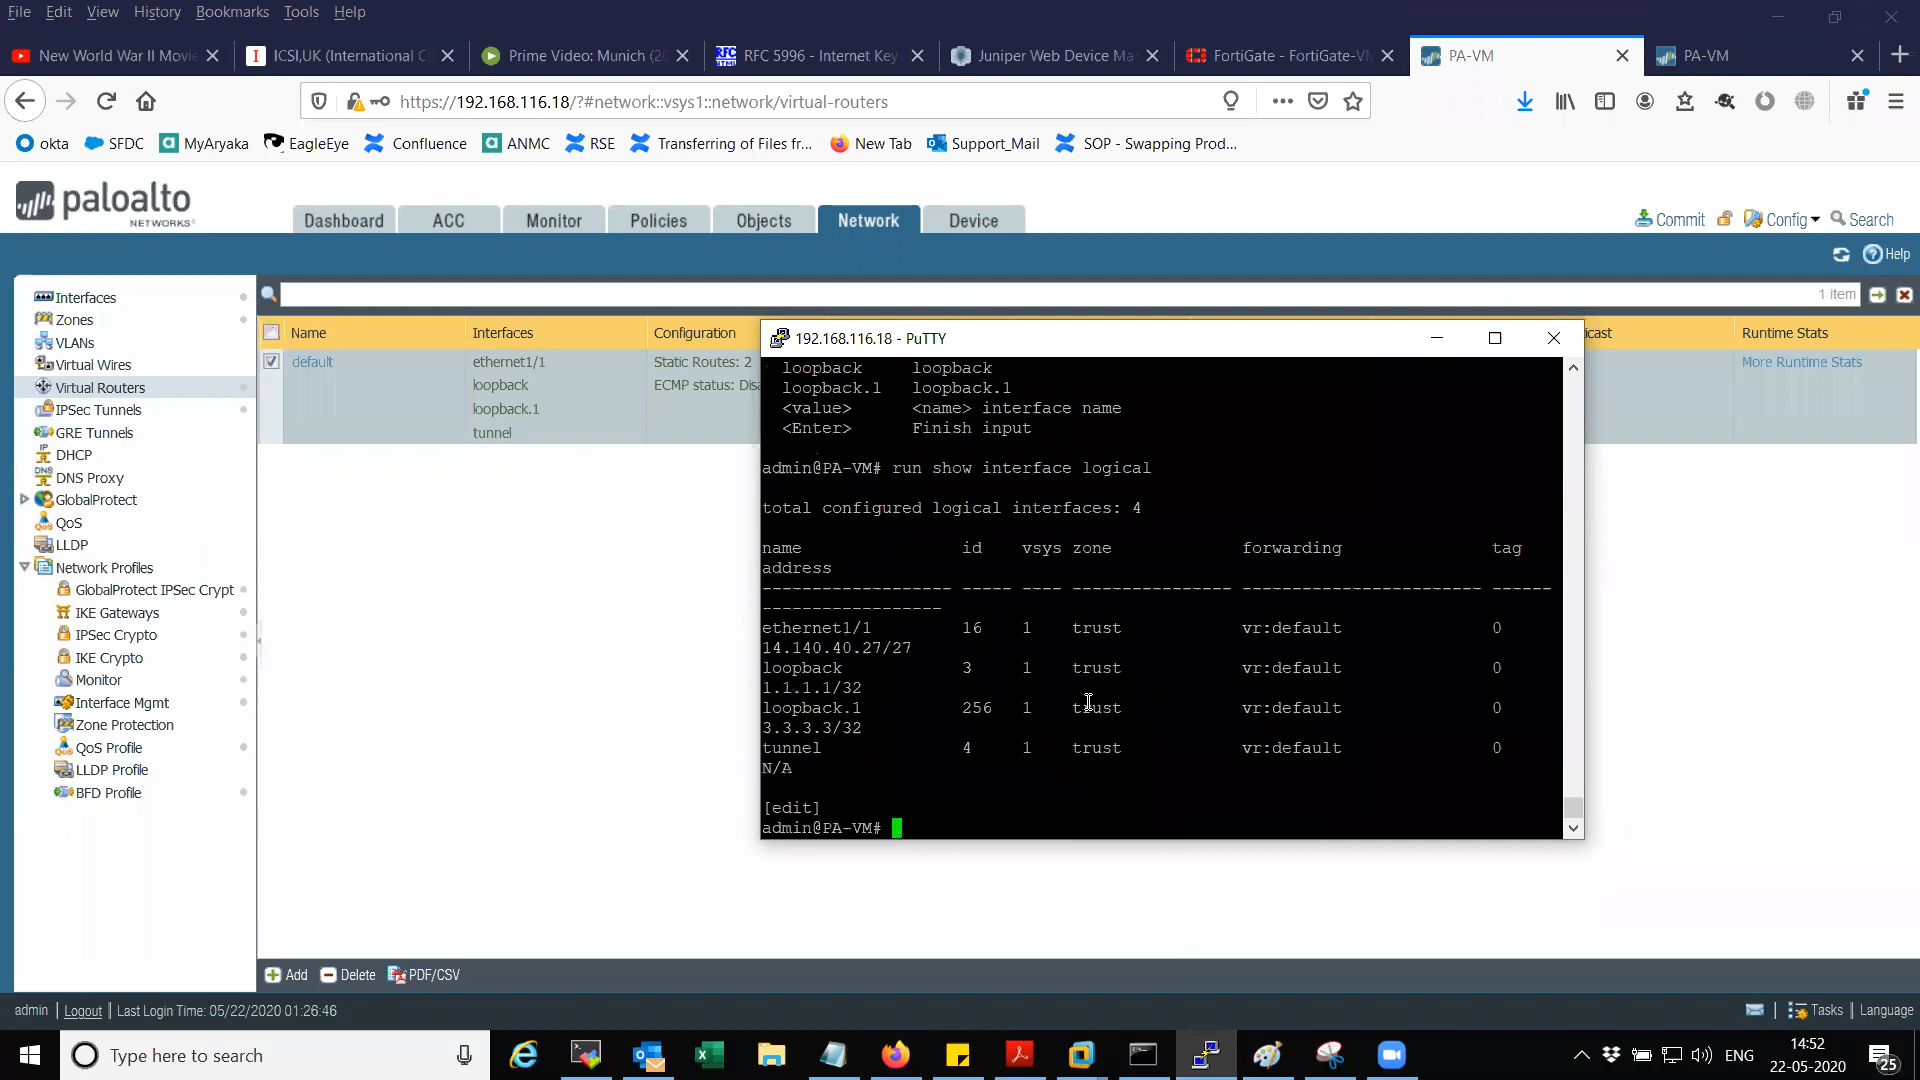 File Edit View History Bookmarks Tools Help
New World War II Movi
ICSI,UK (International C
Prime Video: Munich (20
RFC 5996 - Internet Key
Juniper Web Device Ma
FortiGate - FortiGate-VM
PA-VM
PA-VM
https://192.168.116.18/?#network::vsys1::network/virtual-routers
okta SFDC MyAryaka EagleEye Confluence ANMC RSE Transferring of Files fr... New Tab Support_Mail SOP - Swapping Prod...
paloalto
NETWORKS
Dashboard ACC Monitor Policies Objects Network Device
Commit Config Search
Help
Interfaces
Zones
VLANs
Virtual Wires
Virtual Routers
IPSec Tunnels
GRE Tunnels
DHCP
DNS Proxy
GlobalProtect
QoS
LLDP
Network Profiles
GlobalProtect IPSec Crypt
IKE Gateways
IPSec Crypto
IKE Crypto
Monitor
Interface Mgmt
Zone Protection
QoS Profile
LLDP Profile
BFD Profile
1 item
Name Interfaces Configuration cast Runtime Stats
default ethernet1/1 Static Routes: 2 More Runtime Stats
loopback ECMP status: Disa
loopback.1
tunnel
192.168.116.18 - PuTTY
loopback loopback
loopback.1 loopback.1
<value> <name> interface name
<Enter> Finish input
admin@PA-VM# run show interface logical
total configured logical interfaces: 4
name id vsys zone forwarding tag
address
------------------- ----- ---- ---------------- ------------------------ ------
------------------
ethernet1/1 16 1 trust vr:default 0
14.140.40.27/27
loopback 3 1 trust vr:default 0
1.1.1.1/32
loopback.1 256 1 trust vr:default 0
3.3.3.3/32
tunnel 4 1 trust vr:default 0
N/A
[edit]
admin@PA-VM#
Add Delete PDF/CSV
admin | Logout | Last Login Time: 05/22/2020 01:26:46
Tasks | Language
Type here to search
ENG
14:52
22-05-2020
25